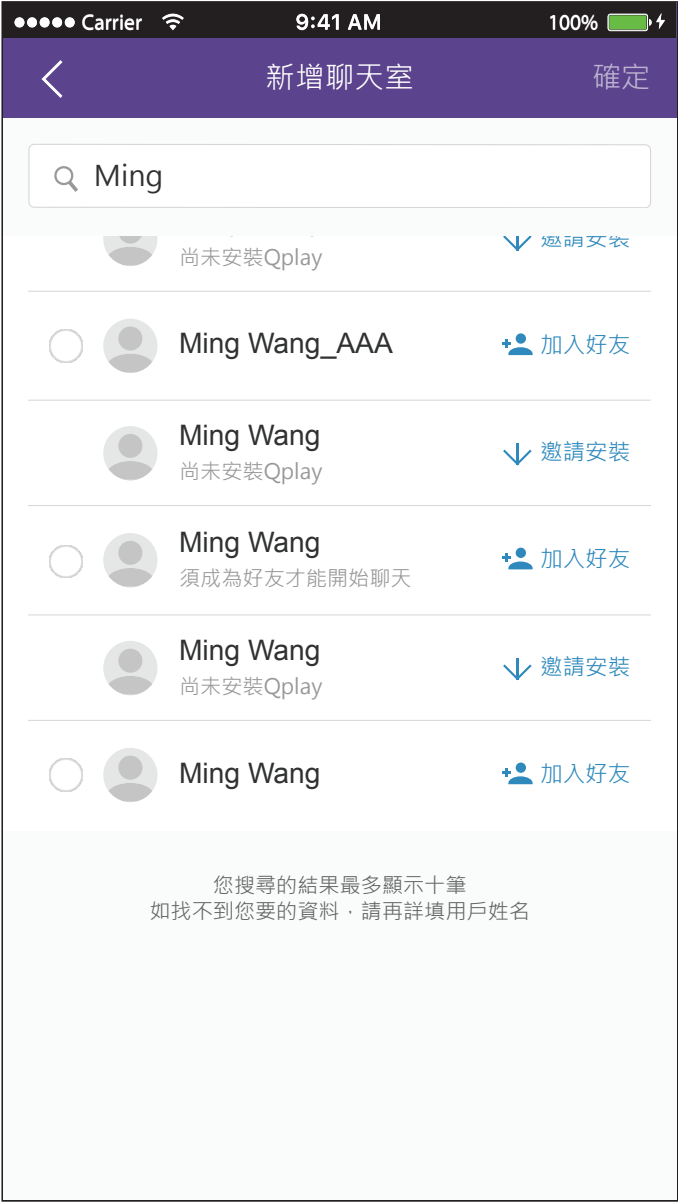 Carrier 9:41 AM 100%
新增聊天室 確定
Ming
尚未安裝Qplay 邀請安裝
Ming Wang_AAA 加入好友
Ming Wang 邀請安裝
尚未安裝Qplay
Ming Wang 加入好友
須成為好友才能開始聊天
Ming Wang 邀請安裝
尚未安裝Qplay
Ming Wang 加入好友
您搜尋的結果最多顯示十筆
如找不到您要的資料，請再詳填用戶姓名